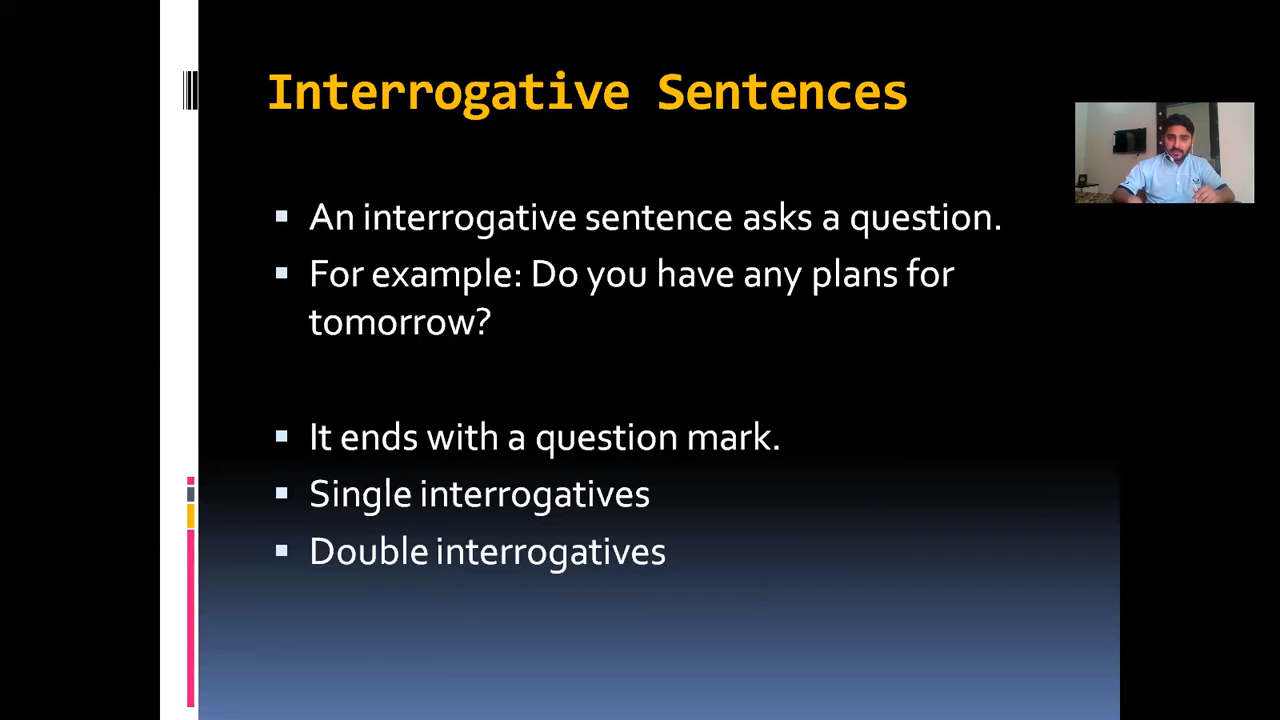 Interrogative Sentences
An interrogative sentence asks a question.
For example: Do you have any plans for
tomorrow?
It ends with a question mark.
Single interrogatives
Double interrogatives